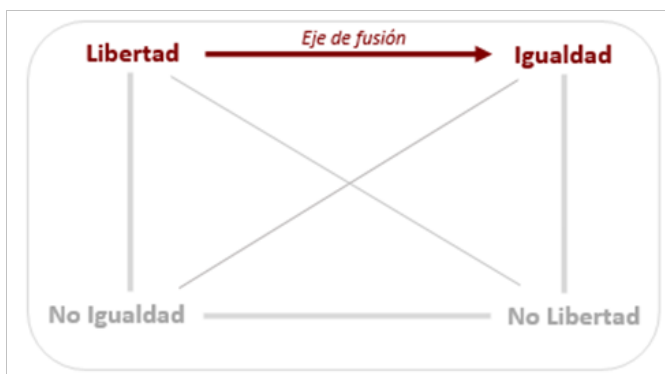 Eje de fusión
Libertad
Igualdad
No Igualdad
No Libertad